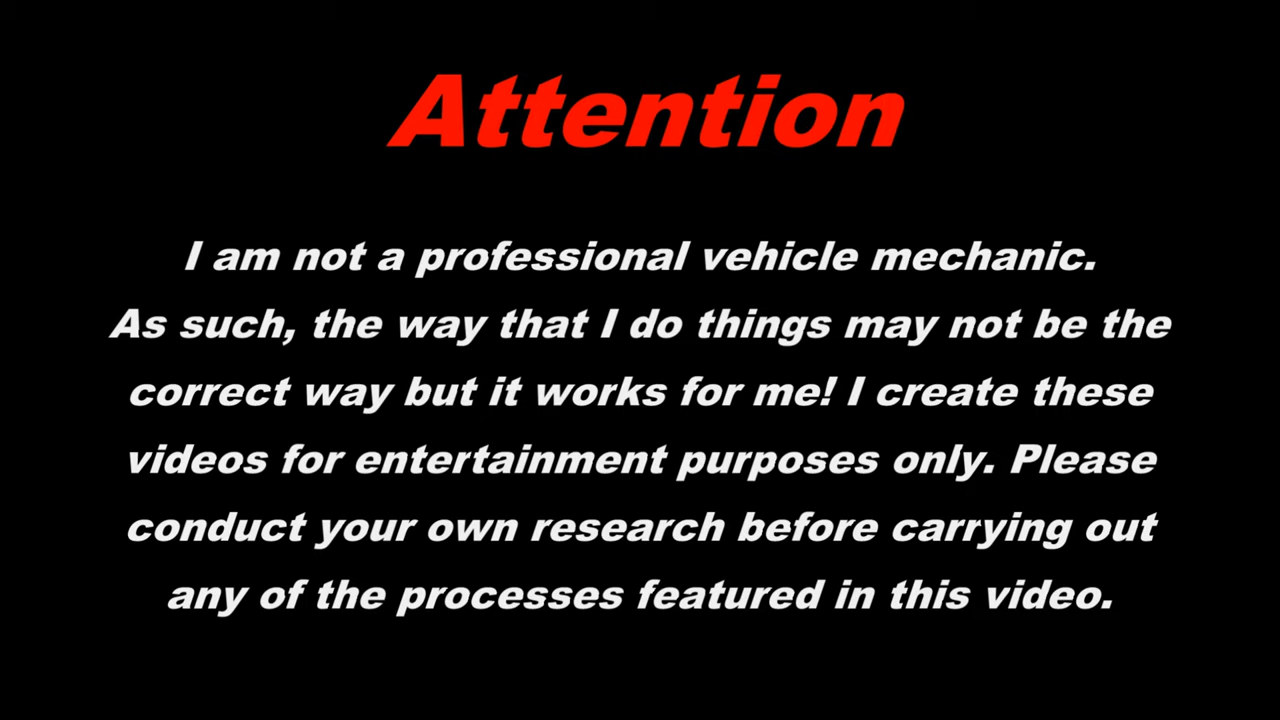 Attention
I am not a professional vehicle mechanic.
As such, the way that I do things may not be the
correct way but it works for me! I create these
videos for entertainment purposes only. Please
conduct your own research before carrying out
any of the processes featured in this video.